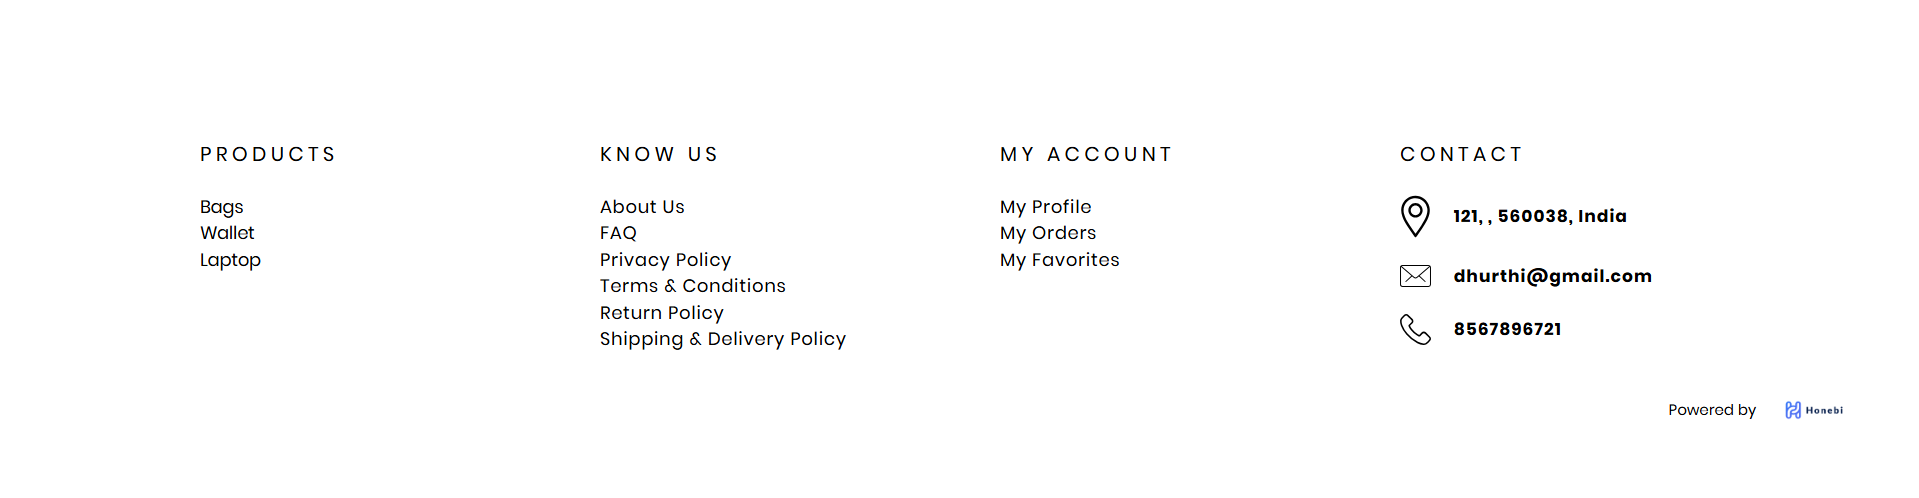 PRODUCTS
Bags
Wallet
Laptop
KNOW US
About Us
FAQ
Privacy Policy
Terms & Conditions
Return Policy
Shipping & Delivery Policy
MY ACCOUNT
My Profile
My Orders
My Favorites
CONTACT
121, , 560038, India
dhurthi@gmail.com
8567896721
Powered by Honebi